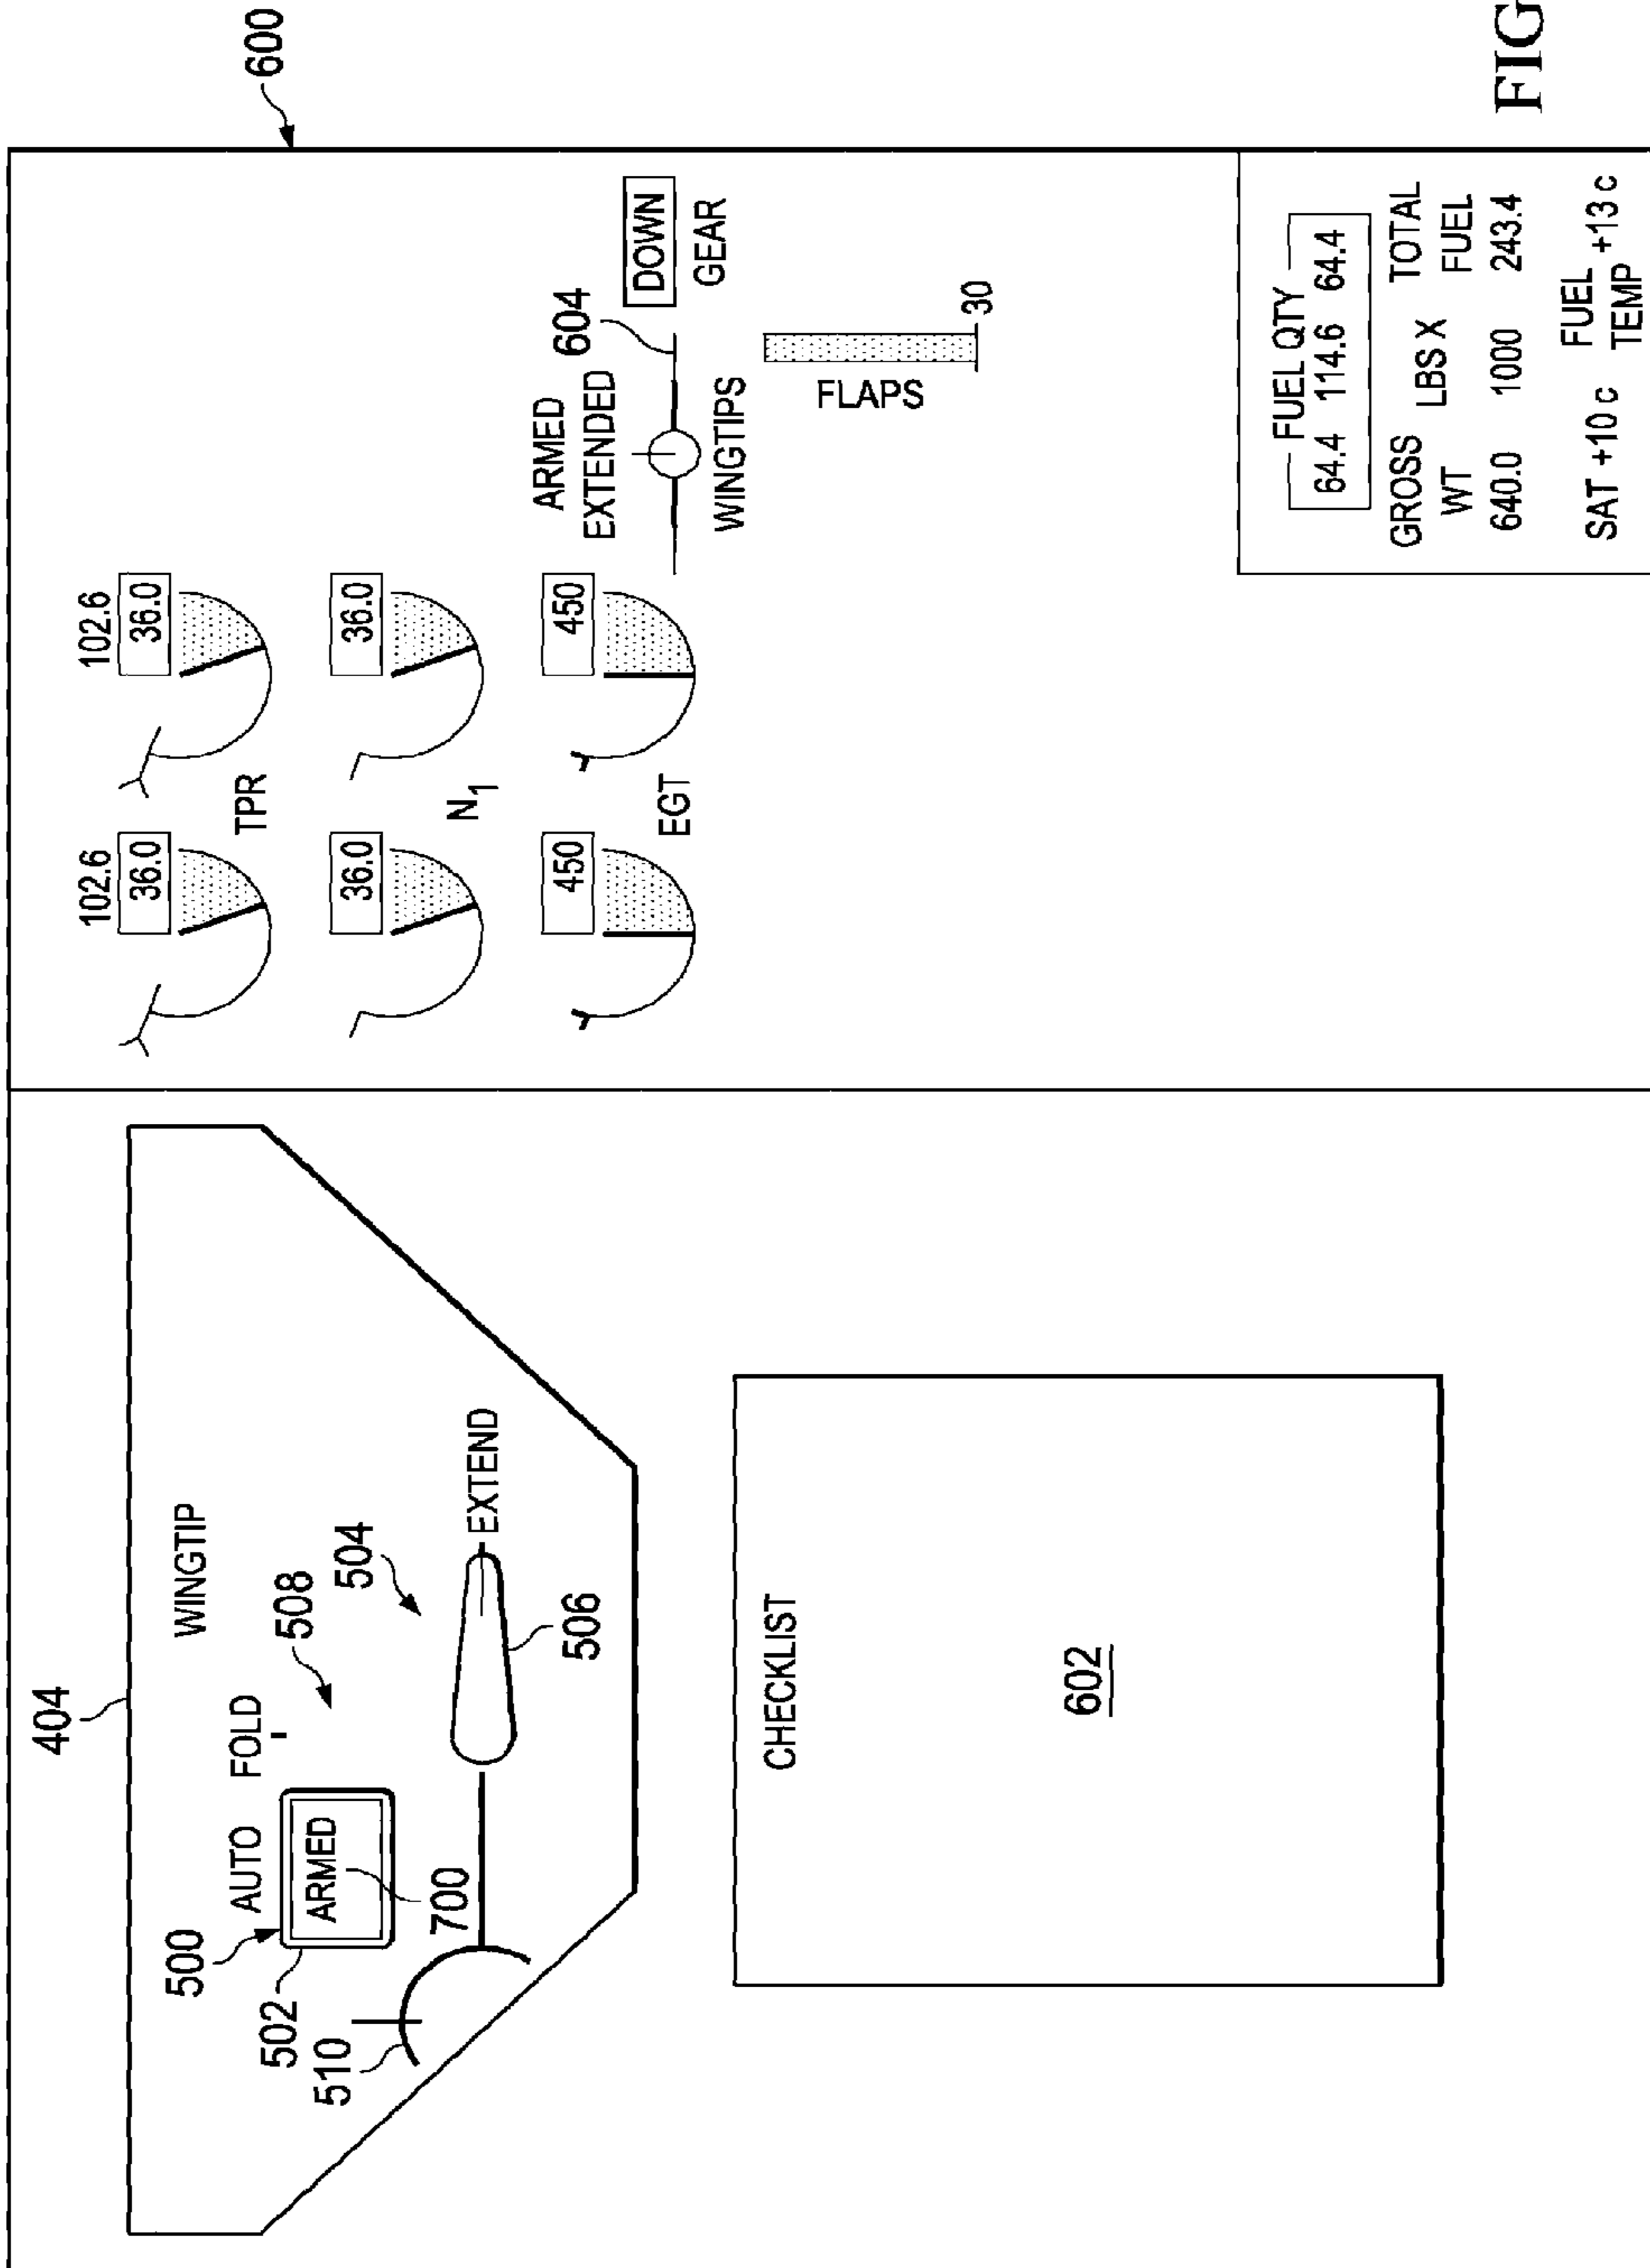 404
WINGTIP
AUTO FOLD
500
508
ARMED
502
504
510
700
EXTEND
506
CHECKLIST
602
600
102.6 102.6
36.0 36.0
TPR
36.0 36.0
N1
450 450
EGT
ARMED
EXTENDED 604
DOWN
WINGTIPS GEAR
FLAPS
30
FUEL QTY
64.4 114.6 64.4
GROSS TOTAL
WT LBS X FUEL
640.0 1000 243.4
FUEL
SAT +10 c +13 c
TEMP
FIG